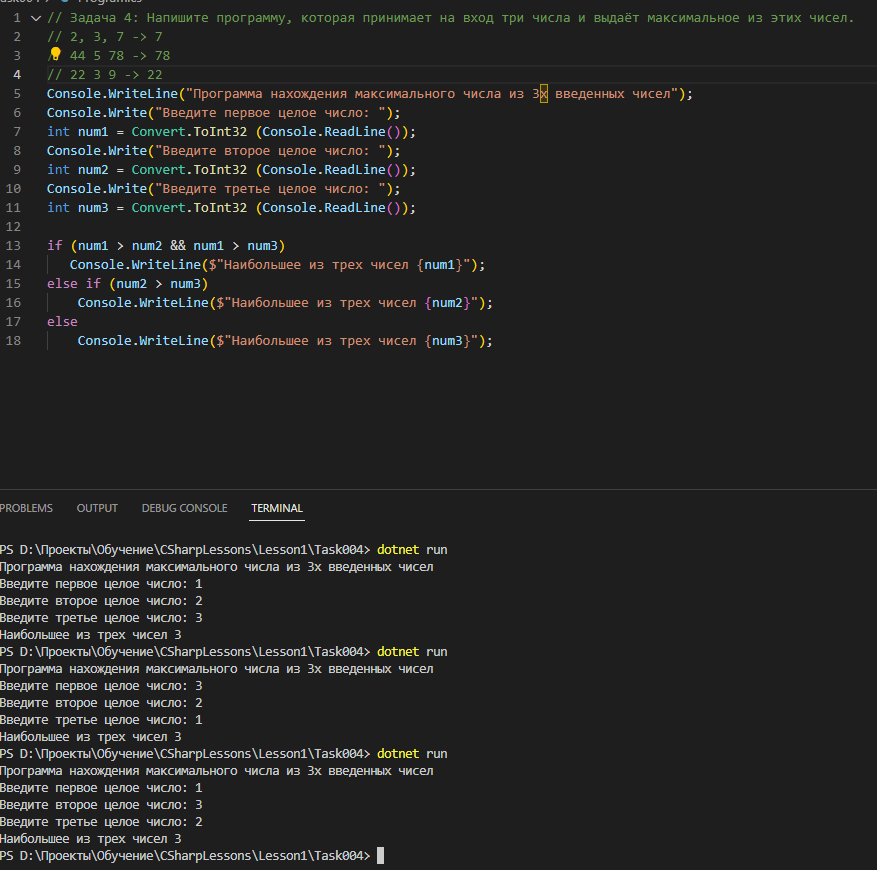 1 // Задача 4: Напишите программу, которая принимает на вход три числа и выдаёт максимальное из этих чисел.
2 // 2, 3, 7 -> 7
3 44 5 78 -> 78
4 // 22 3 9 -> 22
5 Console.WriteLine("Программа нахождения максимального числа из 3х введенных чисел");
6 Console.Write("Введите первое целое число: ");
7 int num1 = Convert.ToInt32 (Console.ReadLine());
8 Console.Write("Введите второе целое число: ");
9 int num2 = Convert.ToInt32 (Console.ReadLine());
10 Console.Write("Введите третье целое число: ");
11 int num3 = Convert.ToInt32 (Console.ReadLine());
12
13 if (num1 > num2 && num1 > num3)
14 Console.WriteLine($"Наибольшее из трех чисел {num1}");
15 else if (num2 > num3)
16 Console.WriteLine($"Наибольшее из трех чисел {num2}");
17 else
18 Console.WriteLine($"Наибольшее из трех чисел {num3}");
PROBLEMS OUTPUT DEBUG CONSOLE TERMINAL
PS D:\Проекты\Обучение\CSharpLessons\Lesson1\Task004> dotnet run
Программа нахождения максимального числа из 3х введенных чисел
Введите первое целое число: 1
Введите второе целое число: 2
Введите третье целое число: 3
Наибольшее из трех чисел 3
PS D:\Проекты\Обучение\CSharpLessons\Lesson1\Task004> dotnet run
Программа нахождения максимального числа из 3х введенных чисел
Введите первое целое число: 3
Введите второе целое число: 2
Введите третье целое число: 1
Наибольшее из трех чисел 3
PS D:\Проекты\Обучение\CSharpLessons\Lesson1\Task004> dotnet run
Программа нахождения максимального числа из 3х введенных чисел
Введите первое целое число: 1
Введите второе целое число: 3
Введите третье целое число: 2
Наибольшее из трех чисел 3
PS D:\Проекты\Обучение\CSharpLessons\Lesson1\Task004>